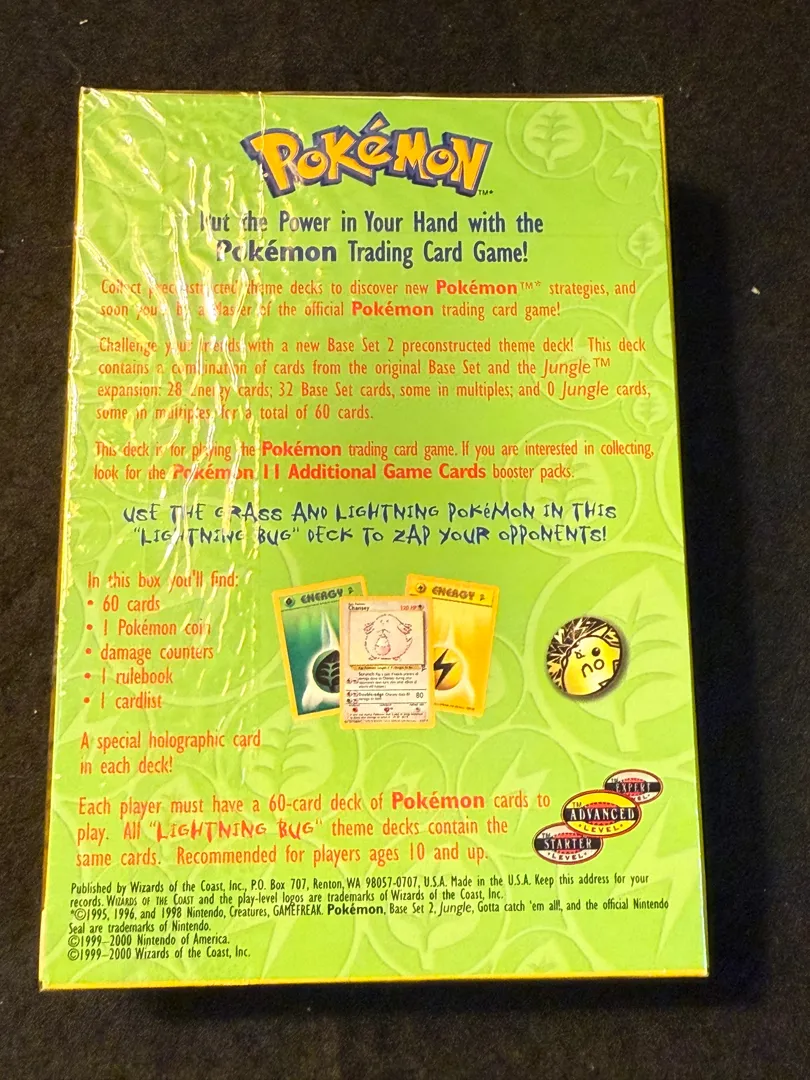 POKéMON
TM*
Put the Power in Your Hand with the
Pokémon Trading Card Game!
Collect preconstructed theme decks to discover new Pokémon™* strategies, and
soon you'll be a Master of the official Pokémon trading card game!
Challenge your friends with a new Base Set 2 preconstructed theme deck! This deck
contains a combination of cards from the original Base Set and the Jungle™
expansion: 28 Energy cards; 32 Base Set cards, some in multiples; and 0 Jungle cards,
some in multiples for a total of 60 cards.
This deck is for playing the Pokémon trading card game. If you are interested in collecting,
look for the Pokémon 11 Additional Game Cards booster packs.
USE THE GRASS AND LIGHTNING POKéMON IN THIS
"LIGHTNING BUG" DECK TO ZAP YOUR OPPONENTS!
In this box you'll find:
• 60 cards
• 1 Pokémon coin
• damage counters
• 1 rulebook
• 1 cardlist
ENERGY
ENERGY
Chansey
120 HP
Scrunch
Double-edge
80
A special holographic card
in each deck!
Each player must have a 60-card deck of Pokémon cards to
play. All "LIGHTNING BUG" theme decks contain the
same cards. Recommended for players ages 10 and up.
EXPERT
TM
ADVANCED
LEVEL
TM
STARTER
LEVEL
Published by Wizards of the Coast, Inc., P.O. Box 707, Renton, WA 98057-0707, U.S.A. Made in the U.S.A. Keep this address for your
records. WIZARDS OF THE COAST and the play-level logos are trademarks of Wizards of the Coast, Inc.
*©1995, 1996, and 1998 Nintendo, Creatures, GAMEFREAK. Pokémon, Base Set 2, Jungle, Gotta catch 'em all!, and the official Nintendo
Seal are trademarks of Nintendo.
©1999–2000 Nintendo of America.
©1999–2000 Wizards of the Coast, Inc.